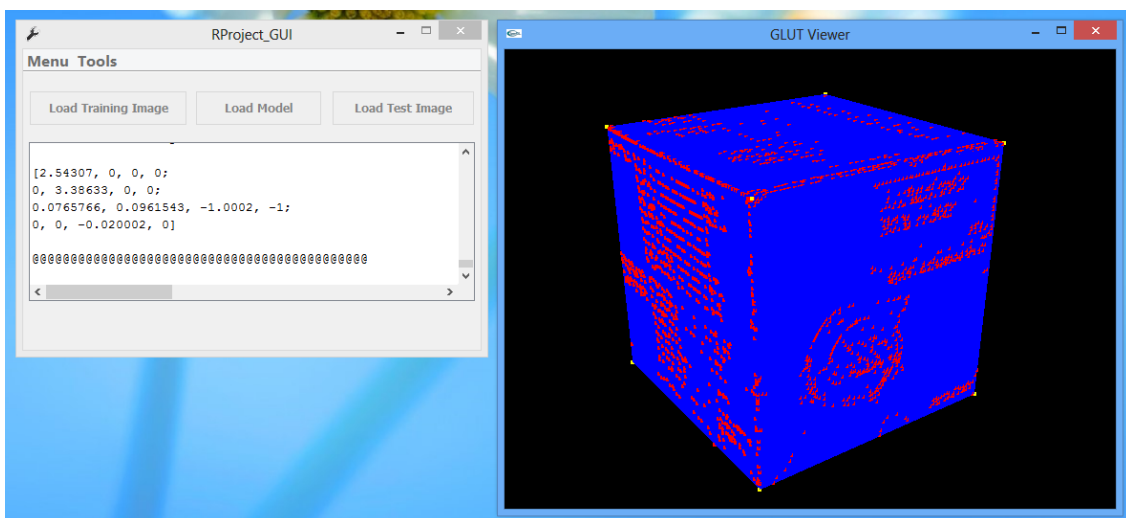 RProject_GUI
Menu Tools
Load Training Image Load Model Load Test Image
[2.54307, 0, 0, 0;
0, 3.38633, 0, 0;
0.0765766, 0.0961543, -1.0002, -1;
0, 0, -0.020002, 0]
@@@@@@@@@@@@@@@@@@@@@@@@@@@@@@@@@@@@@@@@@@@@
GLUT Viewer